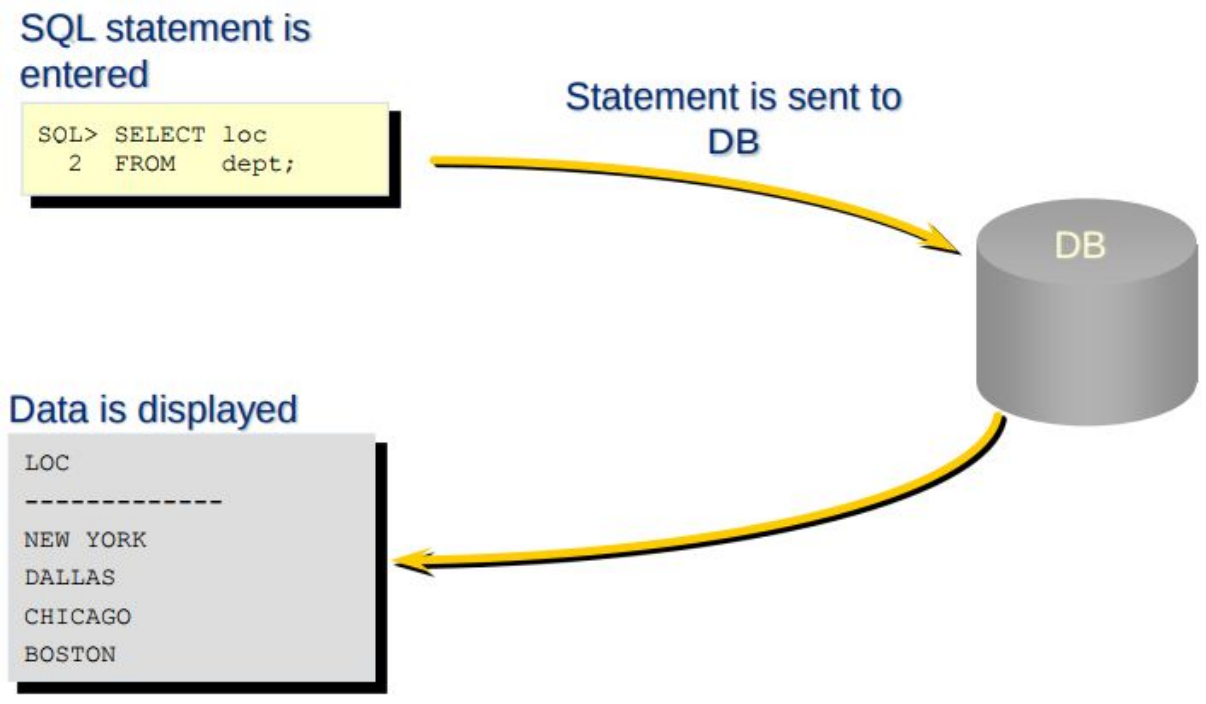 SQL statement is
entered
SQL> SELECT loc
  2  FROM   dept;
Statement is sent to
DB
DB
Data is displayed
LOC
-------------
NEW YORK
DALLAS
CHICAGO
BOSTON